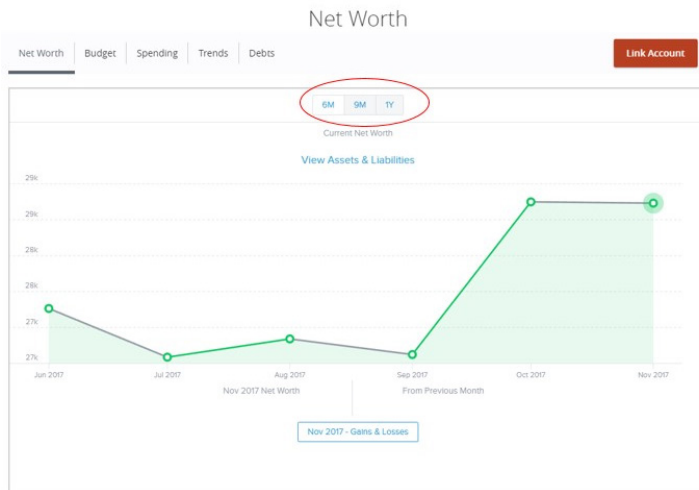 Net Worth
Net Worth Budget Spending Trends Debts Link Account
6M 9M 1Y
Current Net Worth
View Assets & Liabilities
29k
29k
28k
28k
27k
27k
Jun 2017 Jul 2017 Aug 2017 Sep 2017 Oct 2017 Nov 2017
Nov 2017 Net Worth From Previous Month
Nov 2017 - Gains & Losses